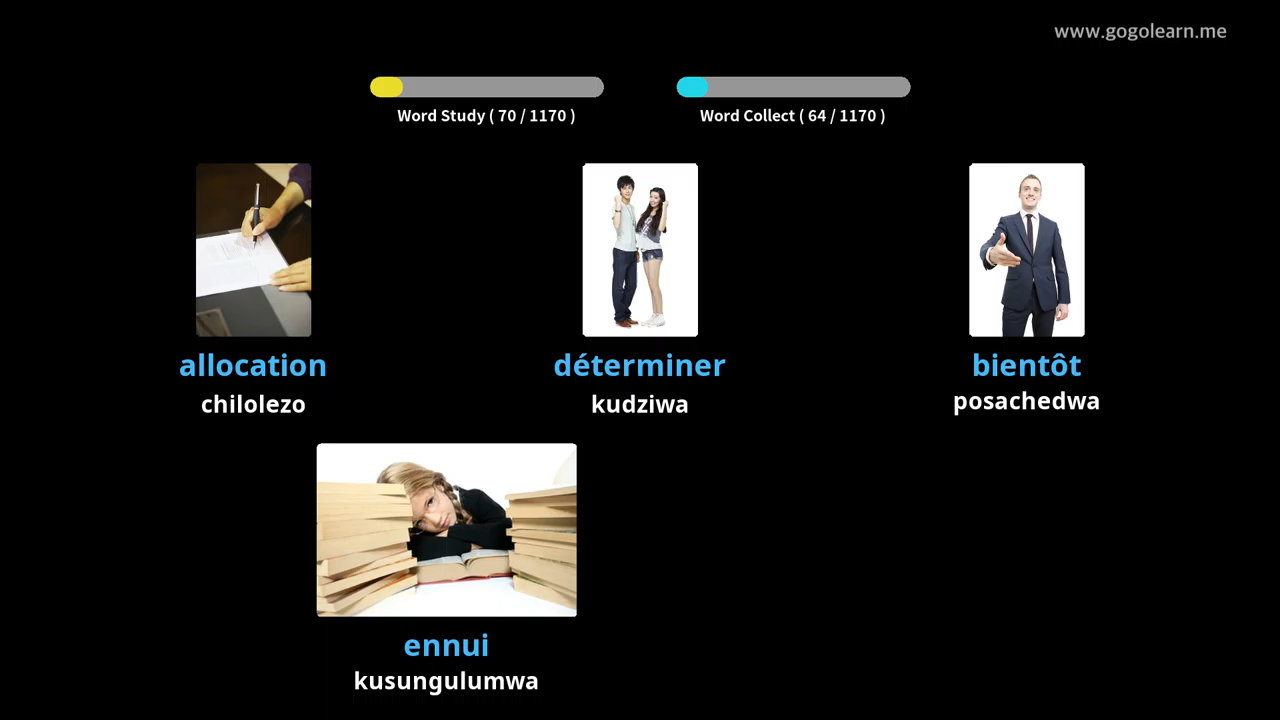 www.gogolearn.me
Word Study ( 70 / 1170 )
Word Collect ( 64 / 1170 )
allocation
chilolezo
déterminer
kudziwa
bientôt
posachedwa
ennui
kusungulumwa